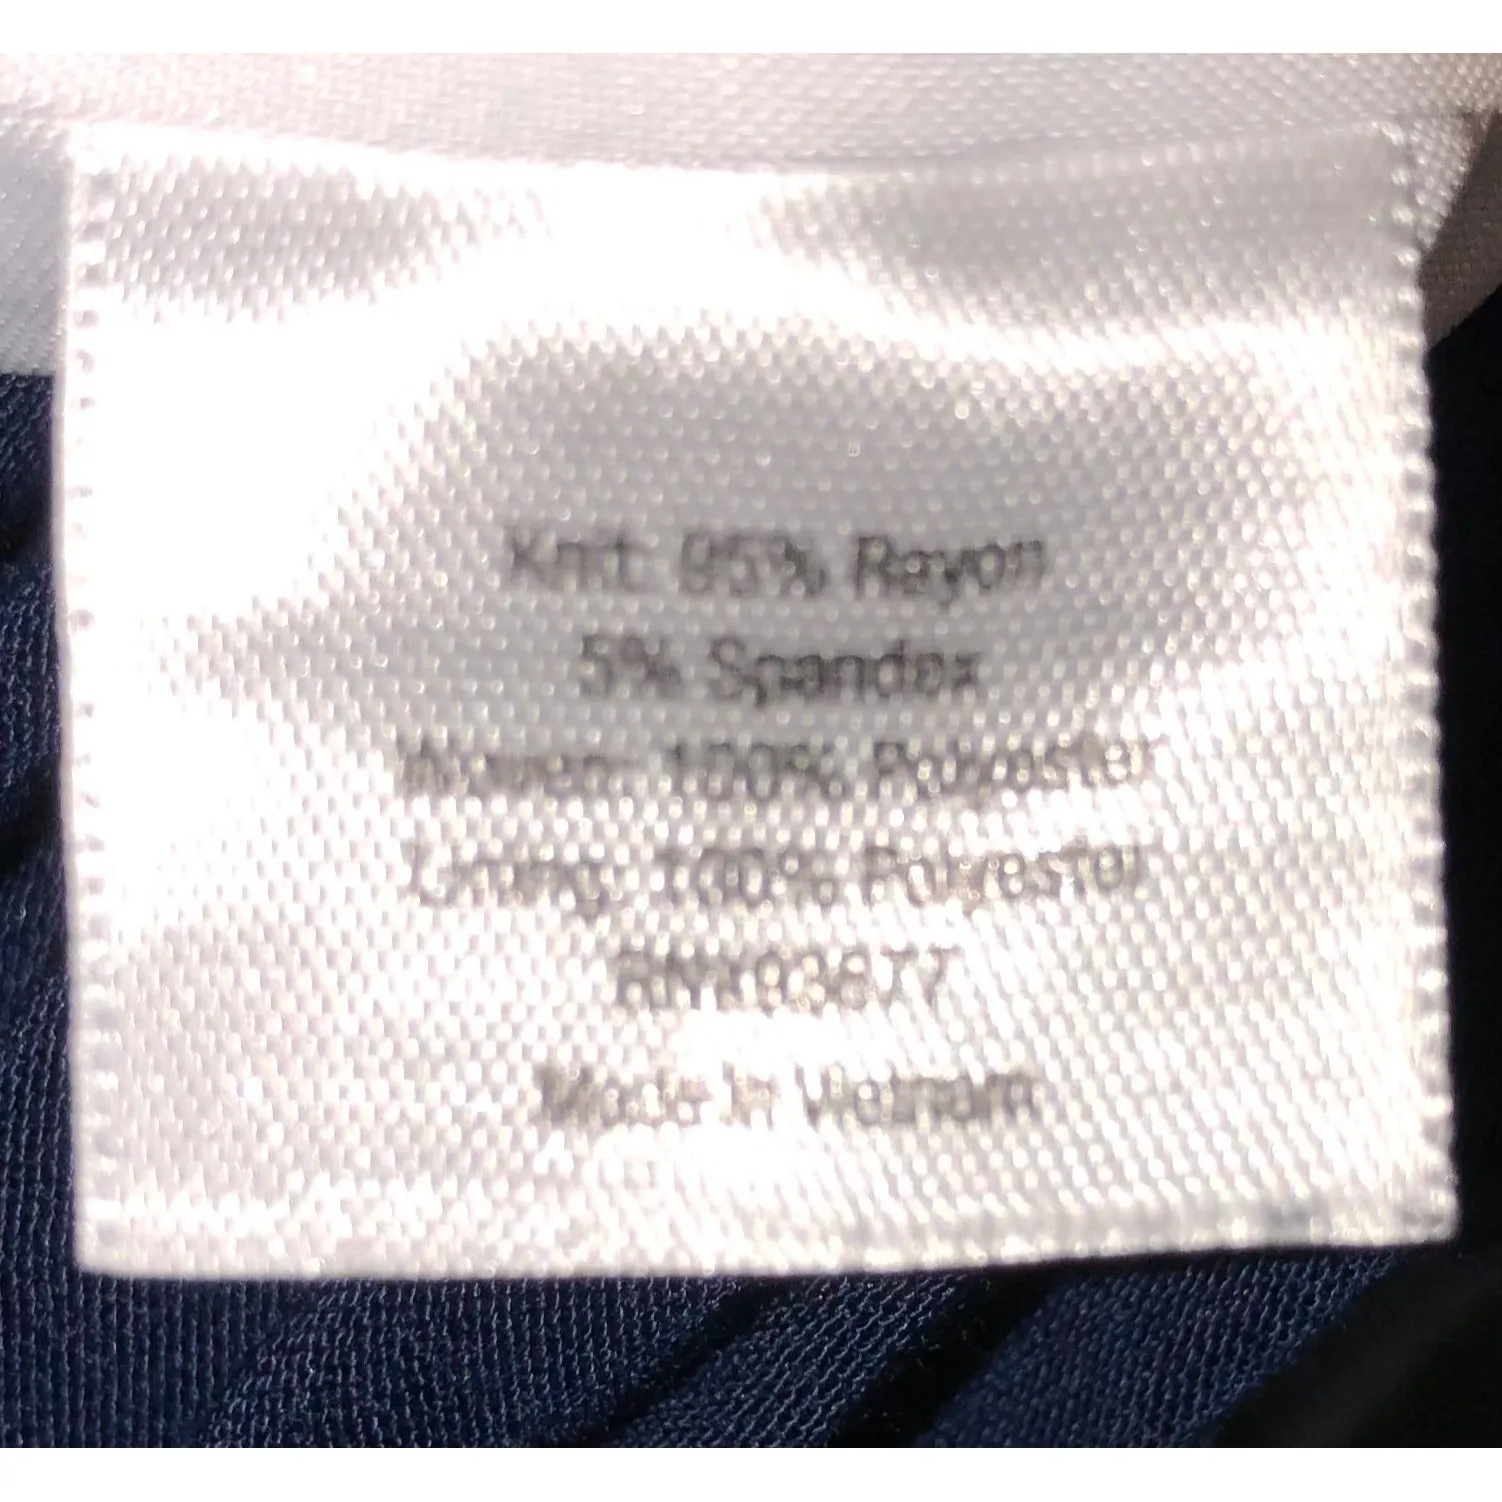 Knit: 95% Rayon
5% Spandex
Woven: 100% Polyester
Lining: 100% Polyester
Made in Vietnam